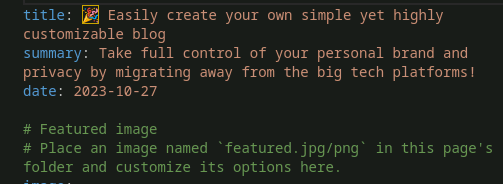 title: 🎉 Easily create your own simple yet highly
customizable blog
summary: Take full control of your personal brand and
privacy by migrating away from the big tech platforms!
date: 2023-10-27
# Featured image
# Place an image named `featured.jpg/png` in this page's
folder and customize its options here.